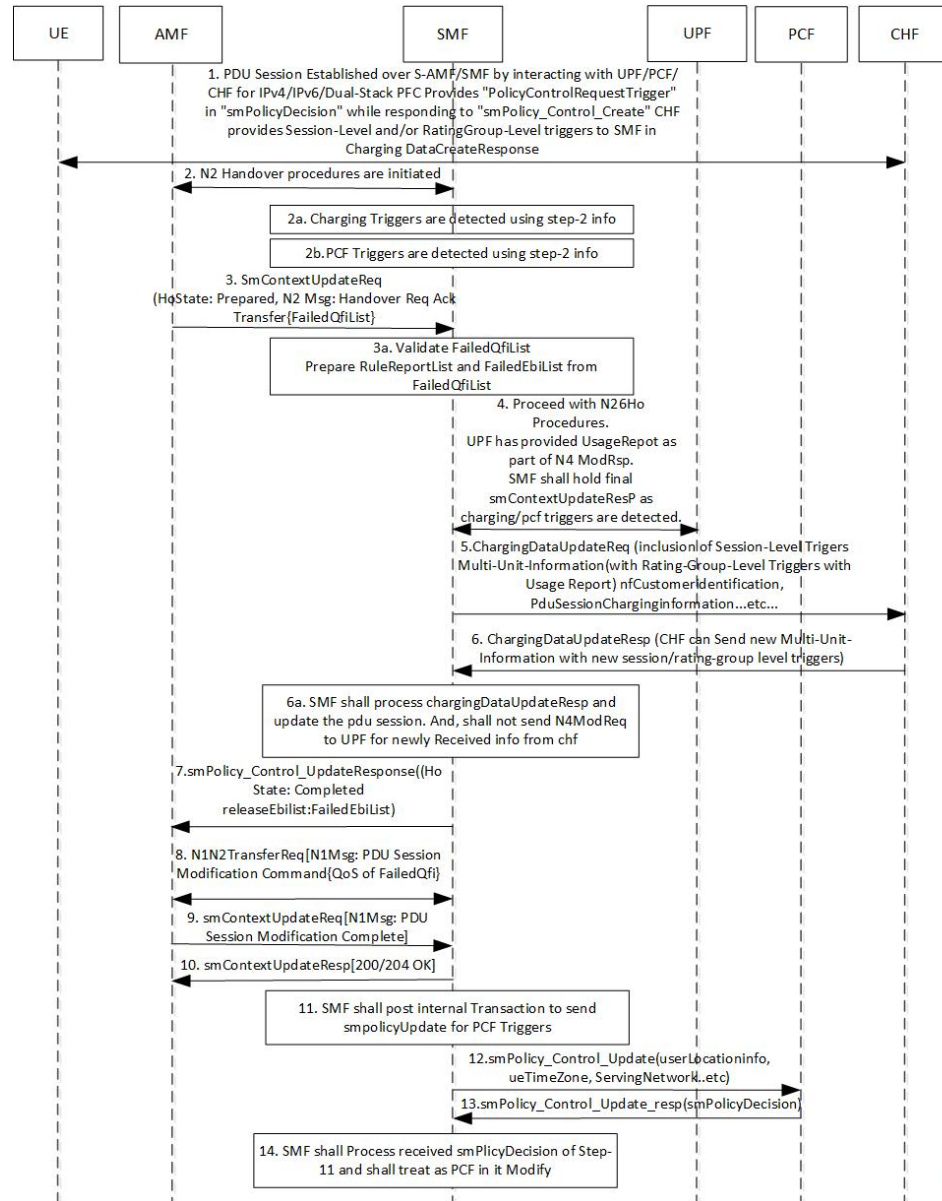 UE
AMF
SMF
UPF
PCF
CHF
1. PDU Session Established over S-AMF/SMF by interacting with UPF/PCF/
CHF for IPv4/IPv6/Dual-Stack PFC Provides "PolicyControlRequestTrigger"
in "smPolicyDecision" while responding to "smPolicy_Control_Create" CHF
provides Session-Level and/or RatingGroup-Level triggers to SMF in
Charging DataCreateResponse
2. N2 Handover procedures are initiated
2a. Charging Triggers are detected using step-2 info
2b.PCF Triggers are detected using step-2 info
3. SmContextUpdateReq
(HoState: Prepared, N2 Msg: Handover Req Ack
Transfer{FailedQfiList}
3a. Validate FailedQfiList
Prepare RuleReportList and FailedEbiList from
FailedQfiList
4. Proceed with N26Ho
Procedures.
UPF has provided UsageRepot as
part of N4 ModRsp.
SMF shall hold final
smContextUpdateResP as
charging/pcf triggers are detected.
5.ChargingDataUpdateReq (inclusion of Session-Level Trigers
Multi-Unit-Information(with Rating-Group-Level Triggers with
Usage Report) nfCustomerIdentification,
PduSessionCharginginformation...etc...
6. ChargingDataUpdateResp (CHF can Send new Multi-Unit-
Information with new session/rating-group level triggers)
6a. SMF shall process chargingDataUpdateResp and
update the pdu session. And, shall not send N4ModReq
to UPF for newly Received info from chf
7.smPolicy_Control_UpdateResponse((Ho
State: Completed
releaseEbilist:FailedEbiList)
8. N1N2TransferReq[N1Msg: PDU Session
Modification Command{QoS of FailedQfi}
9. smContextUpdateReq[N1Msg: PDU
Session Modification Complete]
10. smContextUpdateResp[200/204 OK]
11. SMF shall post internal Transaction to send
smpolicyUpdate for PCF Triggers
12.smPolicy_Control_Update(userLocationinfo,
ueTimeZone, ServingNetwork..etc)
13.smPolicy_Control_Update_resp(smPolicyDecision)
14. SMF shall Process received smPlicyDecision of Step-
11 and shall treat as PCF in it Modify